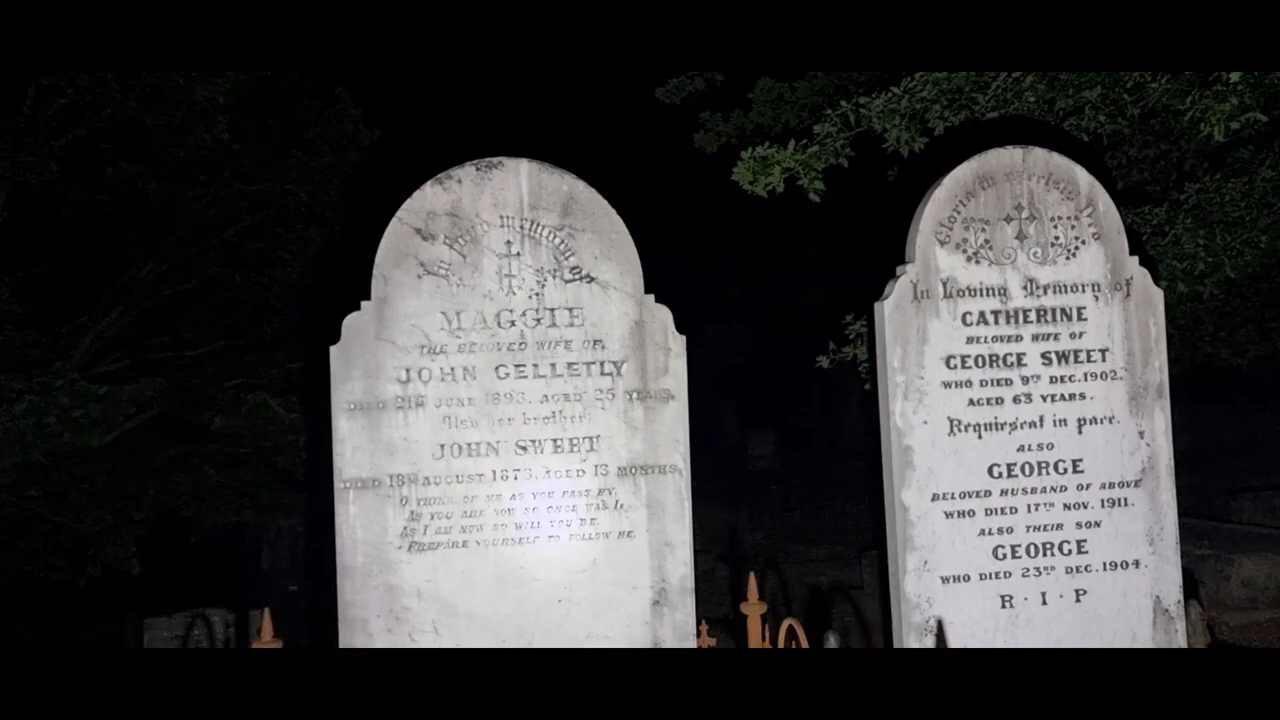 In fond memory of
MAGGIE
THE BELOVED WIFE OF
JOHN GELLETLY
DIED 21ST JUNE 1893. AGED 25 YEARS.
Also her brother
JOHN SWEET
DIED 18TH AUGUST 1873. AGED 13 MONTHS
O THINK OF ME AS YOU PASS BY.
AS YOU ARE NOW SO ONCE WAS I,
AS I AM NOW SO WILL YOU BE.
PREPARE YOURSELF TO FOLLOW ME.
Gloria in excelsis Deo
In Loving Memory of
CATHERINE
BELOVED WIFE OF
GEORGE SWEET
WHO DIED 9TH DEC. 1902.
AGED 63 YEARS.
Requiescat in pace.
ALSO
GEORGE
BELOVED HUSBAND OF ABOVE
WHO DIED 17TH NOV. 1911.
ALSO THEIR SON
GEORGE
WHO DIED 23RD DEC. 1904.
R · I · P